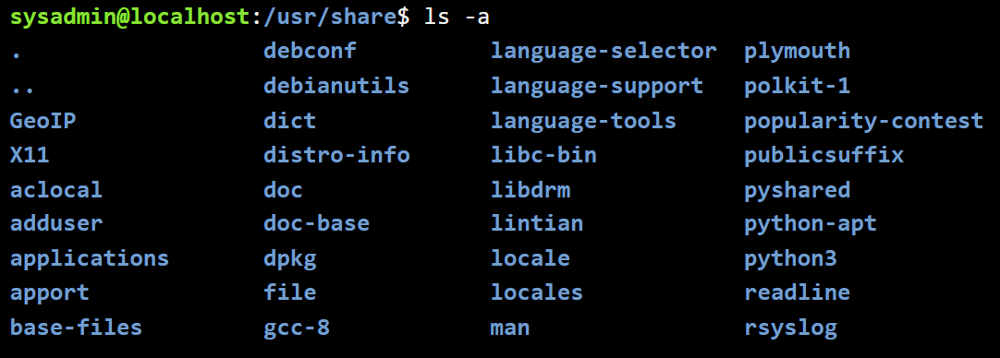 sysadmin@localhost:/usr/share$ ls -a
. debconf language-selector plymouth
.. debianutils language-support polkit-1
GeoIP dict language-tools popularity-contest
X11 distro-info libc-bin publicsuffix
aclocal doc libdrm pyshared
adduser doc-base lintian python-apt
applications dpkg locale python3
apport file locales readline
base-files gcc-8 man rsyslog